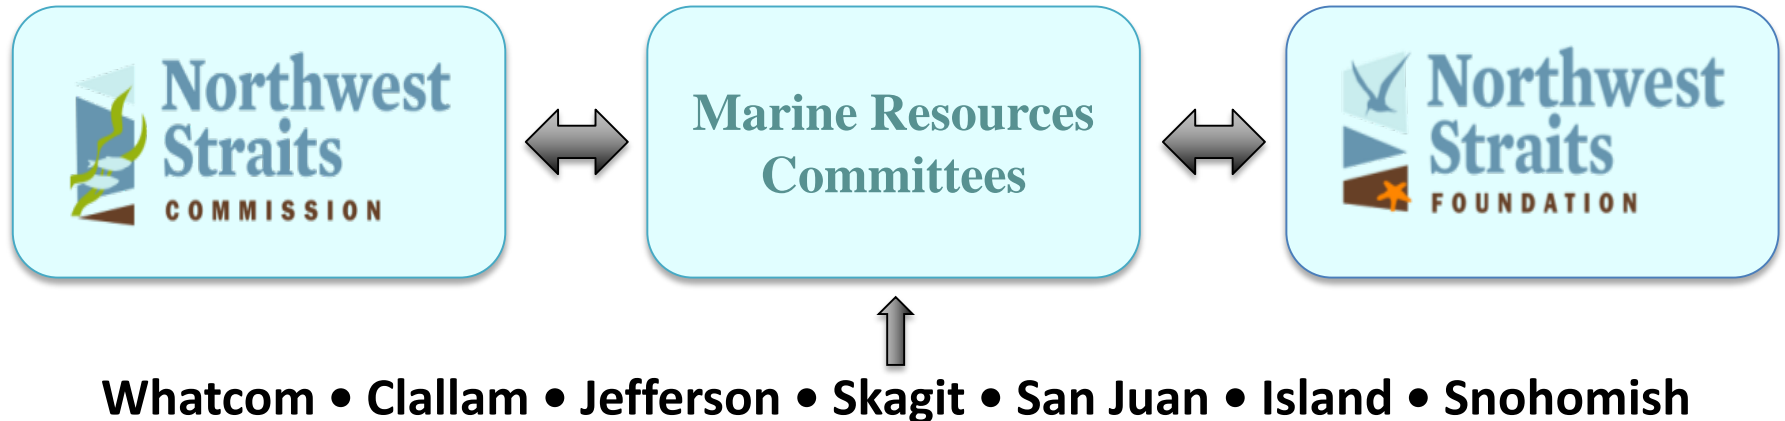 Northwest
Straits
COMMISSION
Marine Resources
Committees
Northwest
Straits
FOUNDATION
Whatcom • Clallam • Jefferson • Skagit • San Juan • Island • Snohomish